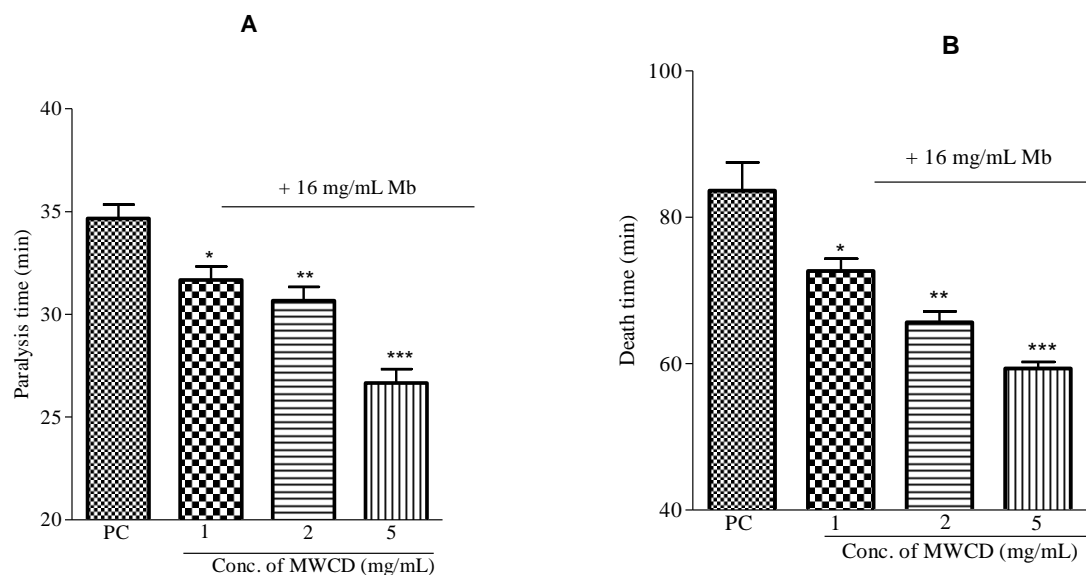 A
Paralysis time (min)
40
35
30
25
20
+ 16 mg/mL Mb
*
**
***
PC
1
2
5
Conc. of MWCD (mg/mL)
B
Death time (min)
100
80
60
40
+ 16 mg/mL Mb
*
**
***
PC
1
2
5
Conc. of MWCD (mg/mL)